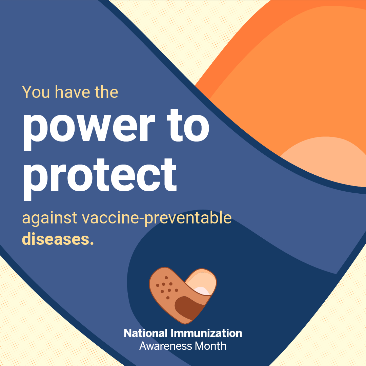 You have the
power to
protect
against vaccine-preventable
diseases.
National Immunization
Awareness Month